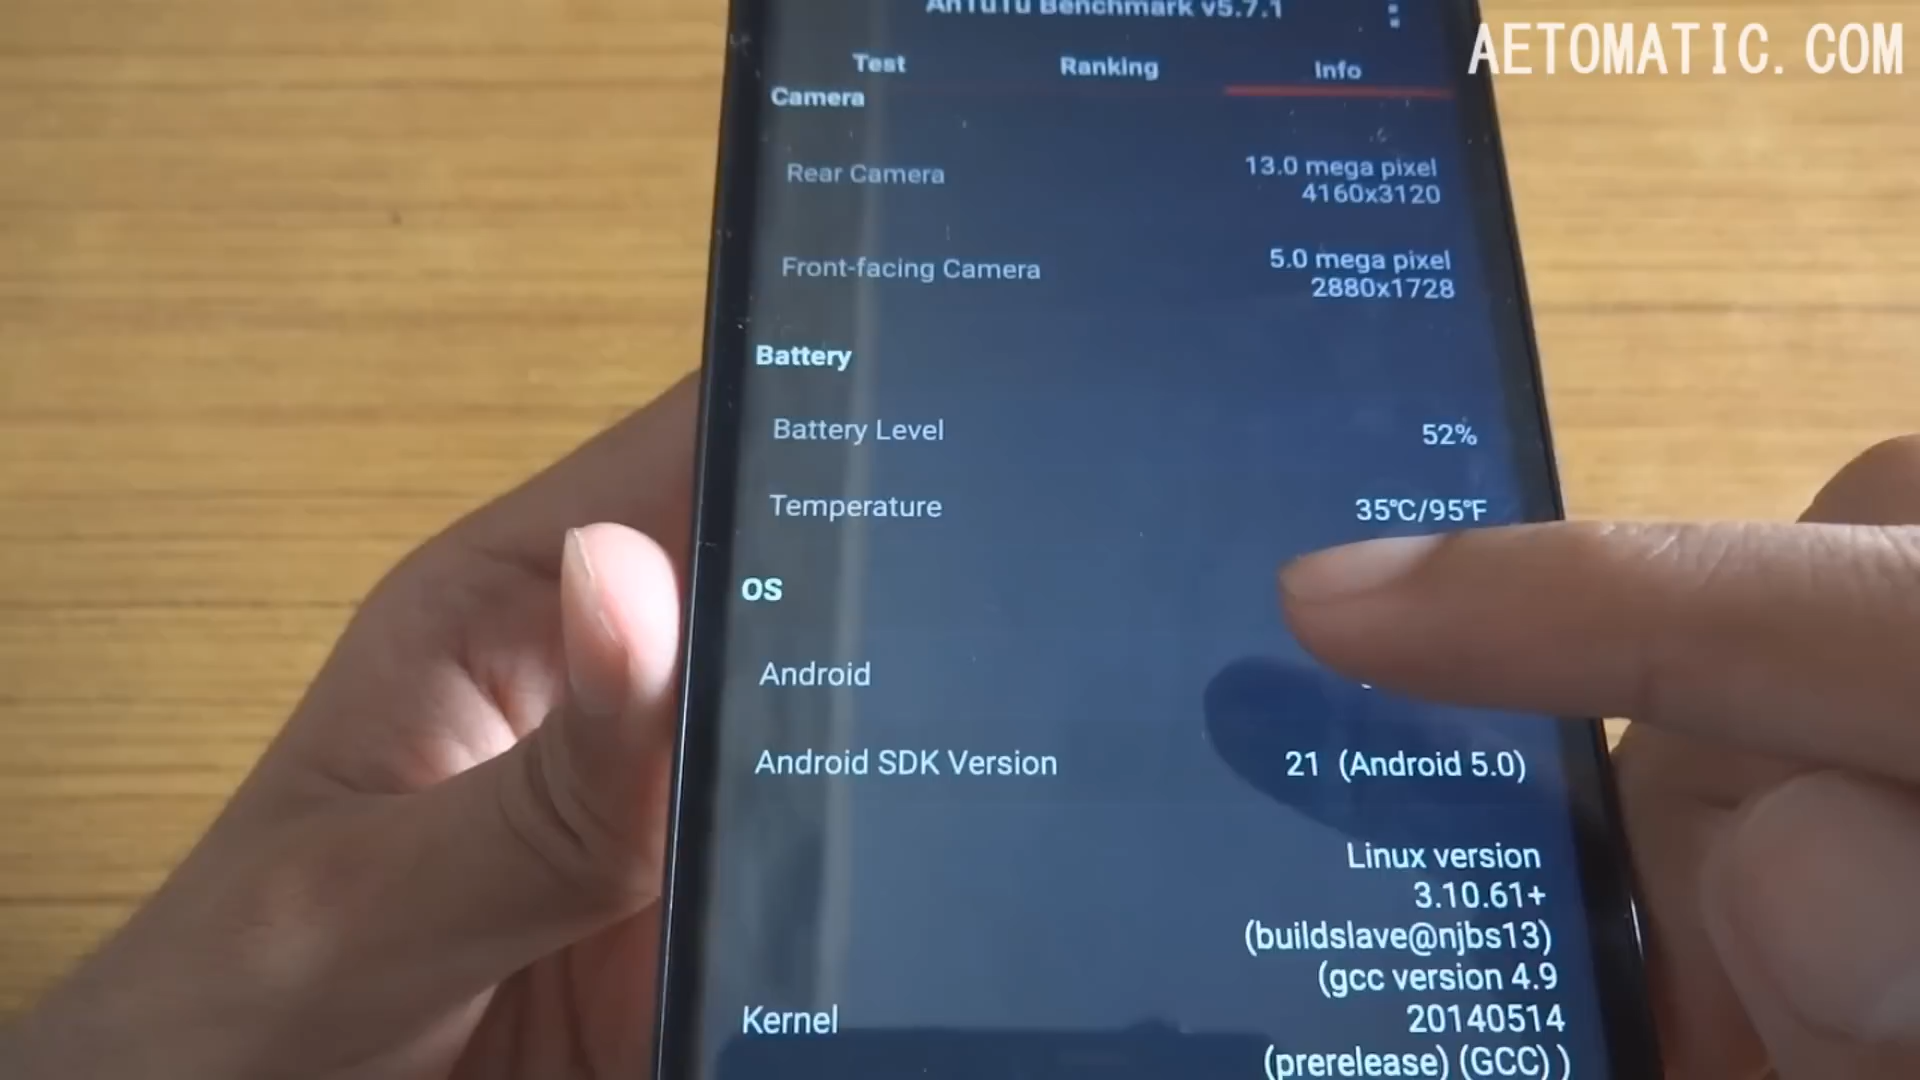 AnTuTu Benchmark v5.7.1
AETOMATIC.COM
Test Ranking Info
Camera
Rear Camera 13.0 mega pixel
4160x3120
Front-facing Camera 5.0 mega pixel
2880x1728
Battery
Battery Level 52%
Temperature 35°C/95°F
OS
Android
Android SDK Version 21 (Android 5.0)
Linux version
3.10.61+
(buildslave@njbs13)
(gcc version 4.9
Kernel 20140514
(prerelease) (GCC) )